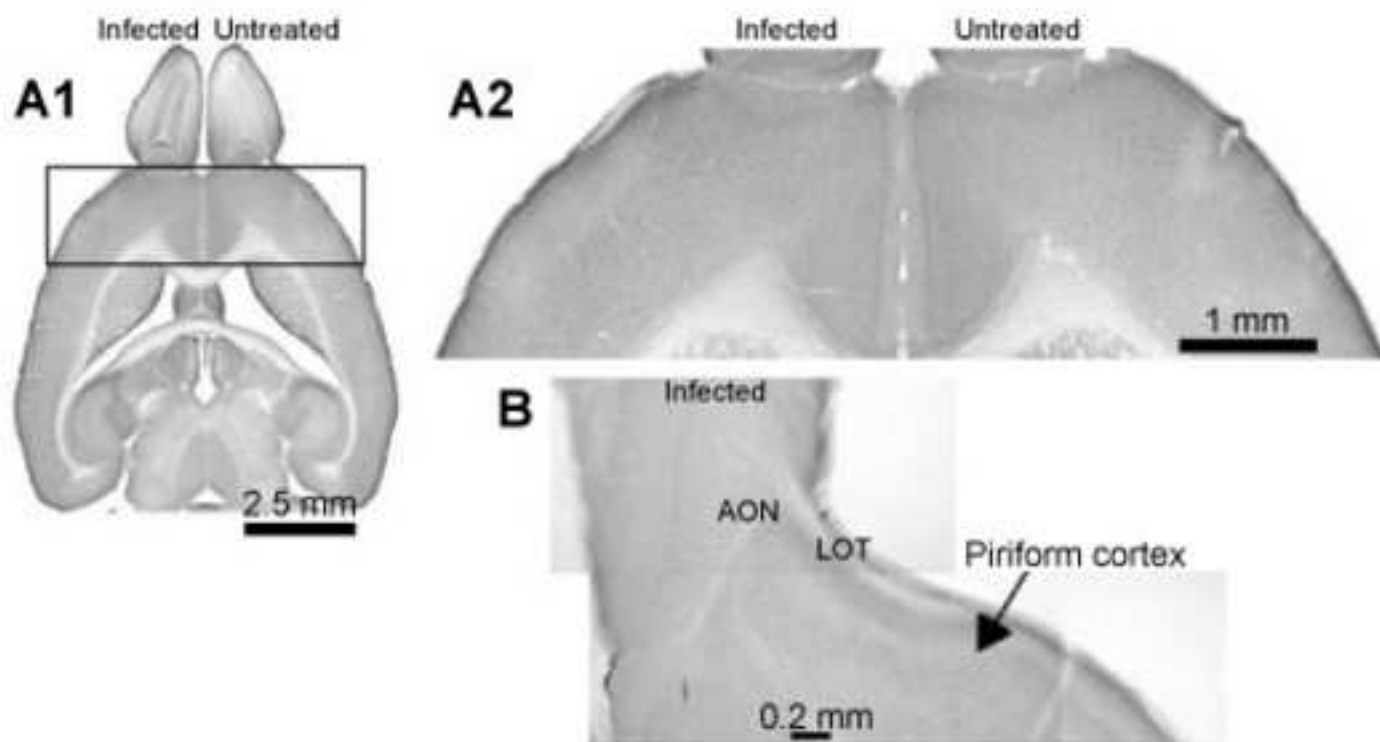 Infected Untreated
A1
2.5 mm
A2
Infected Untreated
1 mm
B
Infected
AON
LOT
Piriform cortex
0.2 mm